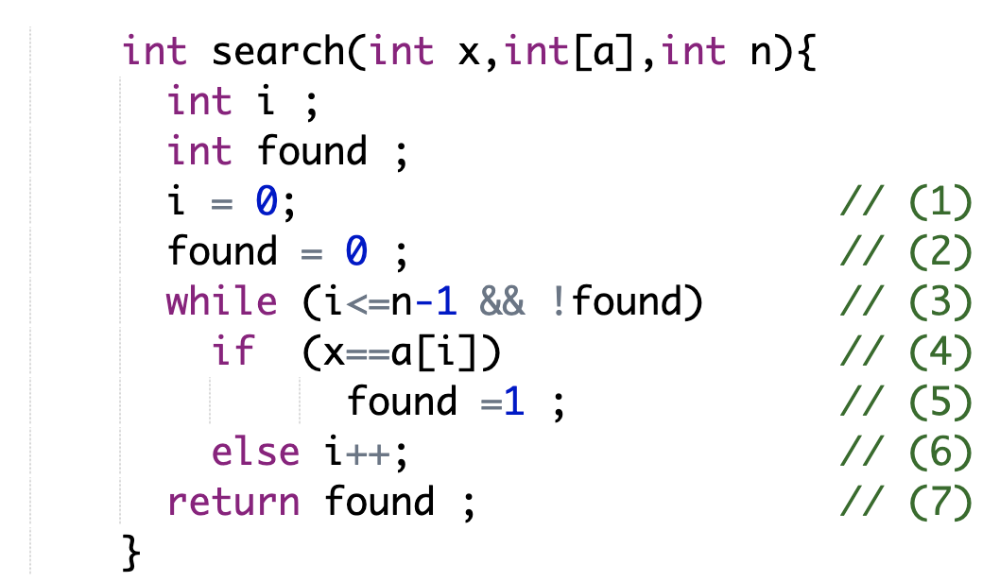 int search(int x,int[a],int n){
int i ;
int found ;
i = 0; // (1)
found = 0 ; // (2)
while (i<=n-1 && !found) // (3)
if (x==a[i]) // (4)
found =1 ; // (5)
else i++; // (6)
return found ; // (7)
}